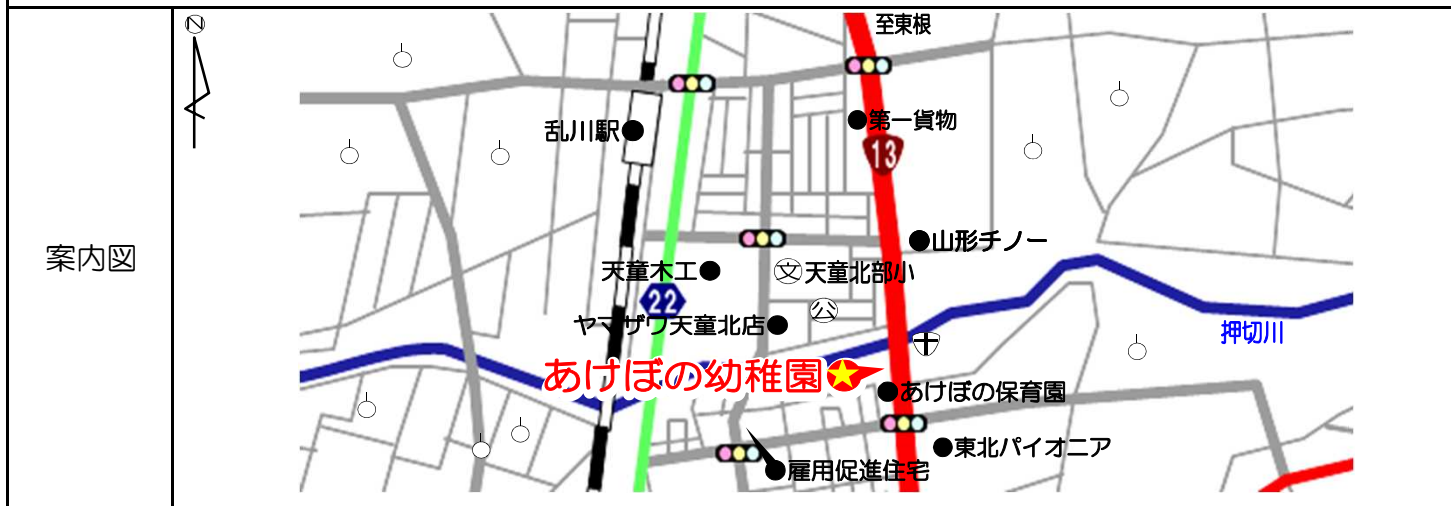 案内図
N
至東根
第一貨物
乱川駅
13
山形チノー
天童木工
文 天童北部小
22
公
ヤマザワ天童北店
押切川
あけぼの幼稚園
あけぼの保育園
東北パイオニア
雇用促進住宅